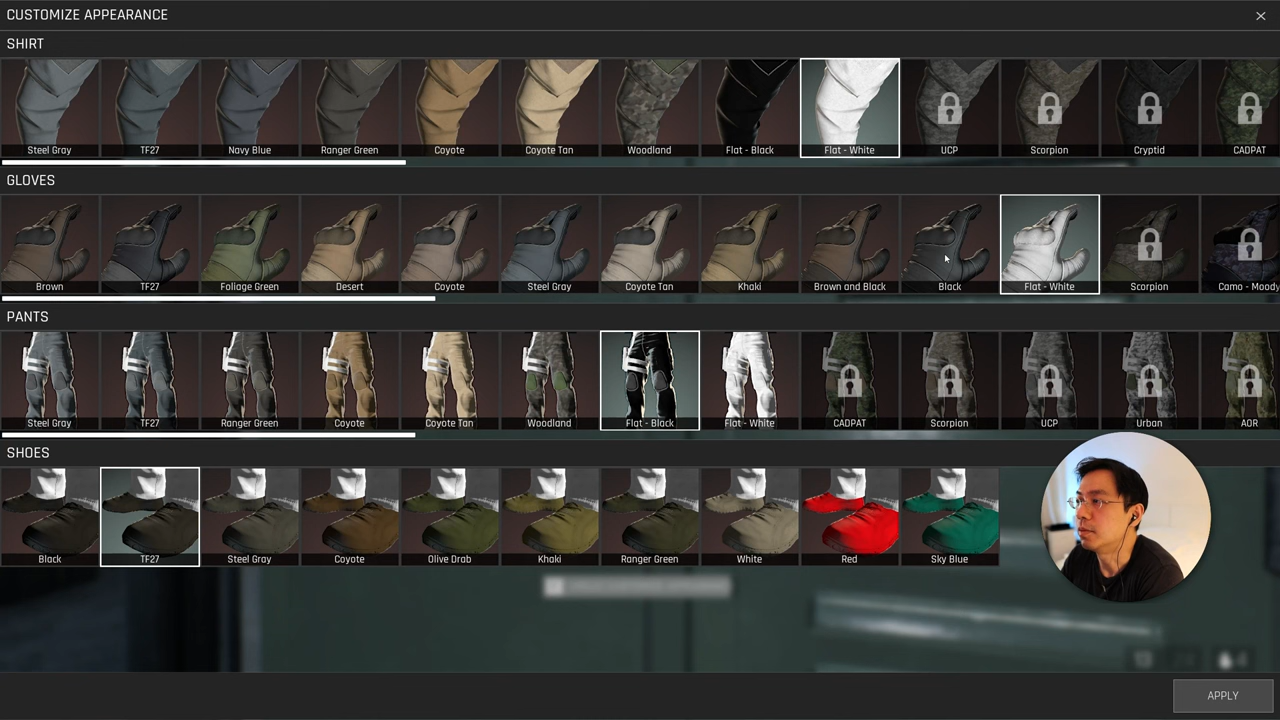 CUSTOMIZE APPEARANCE
SHIRT
Steel Gray TF27 Navy Blue Ranger Green Coyote Coyote Tan Woodland Flat - Black Flat - White UCP Scorpion Cryptid CADPAT
GLOVES
Brown TF27 Foliage Green Desert Coyote Steel Gray Coyote Tan Khaki Brown and Black Black Flat - White Scorpion Camo - Moody
PANTS
Steel Gray TF27 Ranger Green Coyote Coyote Tan Woodland Flat - Black Flat - White CADPAT Scorpion UCP Urban AOR
SHOES
Black TF27 Steel Gray Coyote Olive Drab Khaki Ranger Green White Red Sky Blue
APPLY